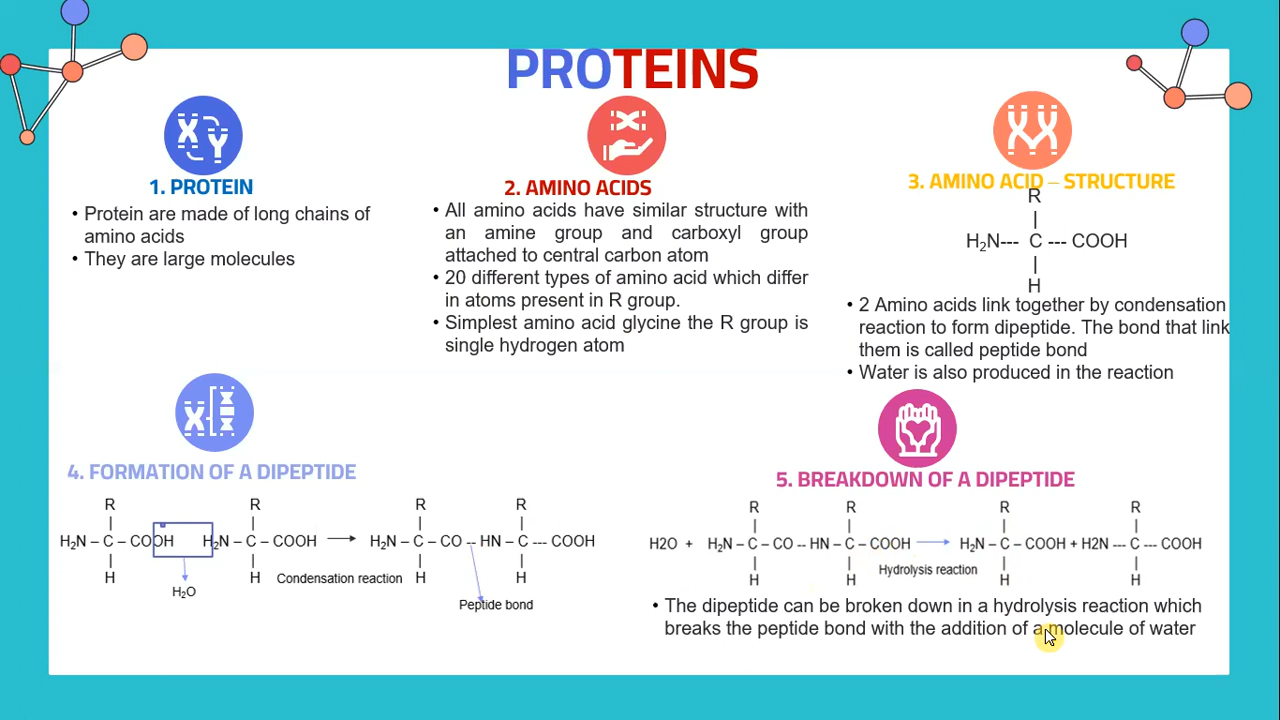 PROTEINS
1. PROTEIN
• Protein are made of long chains of
amino acids
• They are large molecules
2. AMINO ACIDS
• All amino acids have similar structure with
an amine group and carboxyl group
attached to central carbon atom
• 20 different types of amino acid which differ
in atoms present in R group.
• Simplest amino acid glycine the R group is
single hydrogen atom
3. AMINO ACID – STRUCTURE
R
|
H₂N--- C --- COOH
|
H
• 2 Amino acids link together by condensation
reaction to form dipeptide. The bond that link
them is called peptide bond
• Water is also produced in the reaction
4. FORMATION OF A DIPEPTIDE
R R R R
| | | |
H₂N – C – COOH H₂N – C – COOH H₂N – C – CO -- HN – C --- COOH
| | | |
H H Condensation reaction H H
H₂O
Peptide bond
5. BREAKDOWN OF A DIPEPTIDE
R R R R
| | | |
H2O + H₂N – C – CO -- HN – C – COOH H₂N – C – COOH + H2N --- C --- COOH
| | Hydrolysis reaction | |
H H H H
• The dipeptide can be broken down in a hydrolysis reaction which
breaks the peptide bond with the addition of a molecule of water